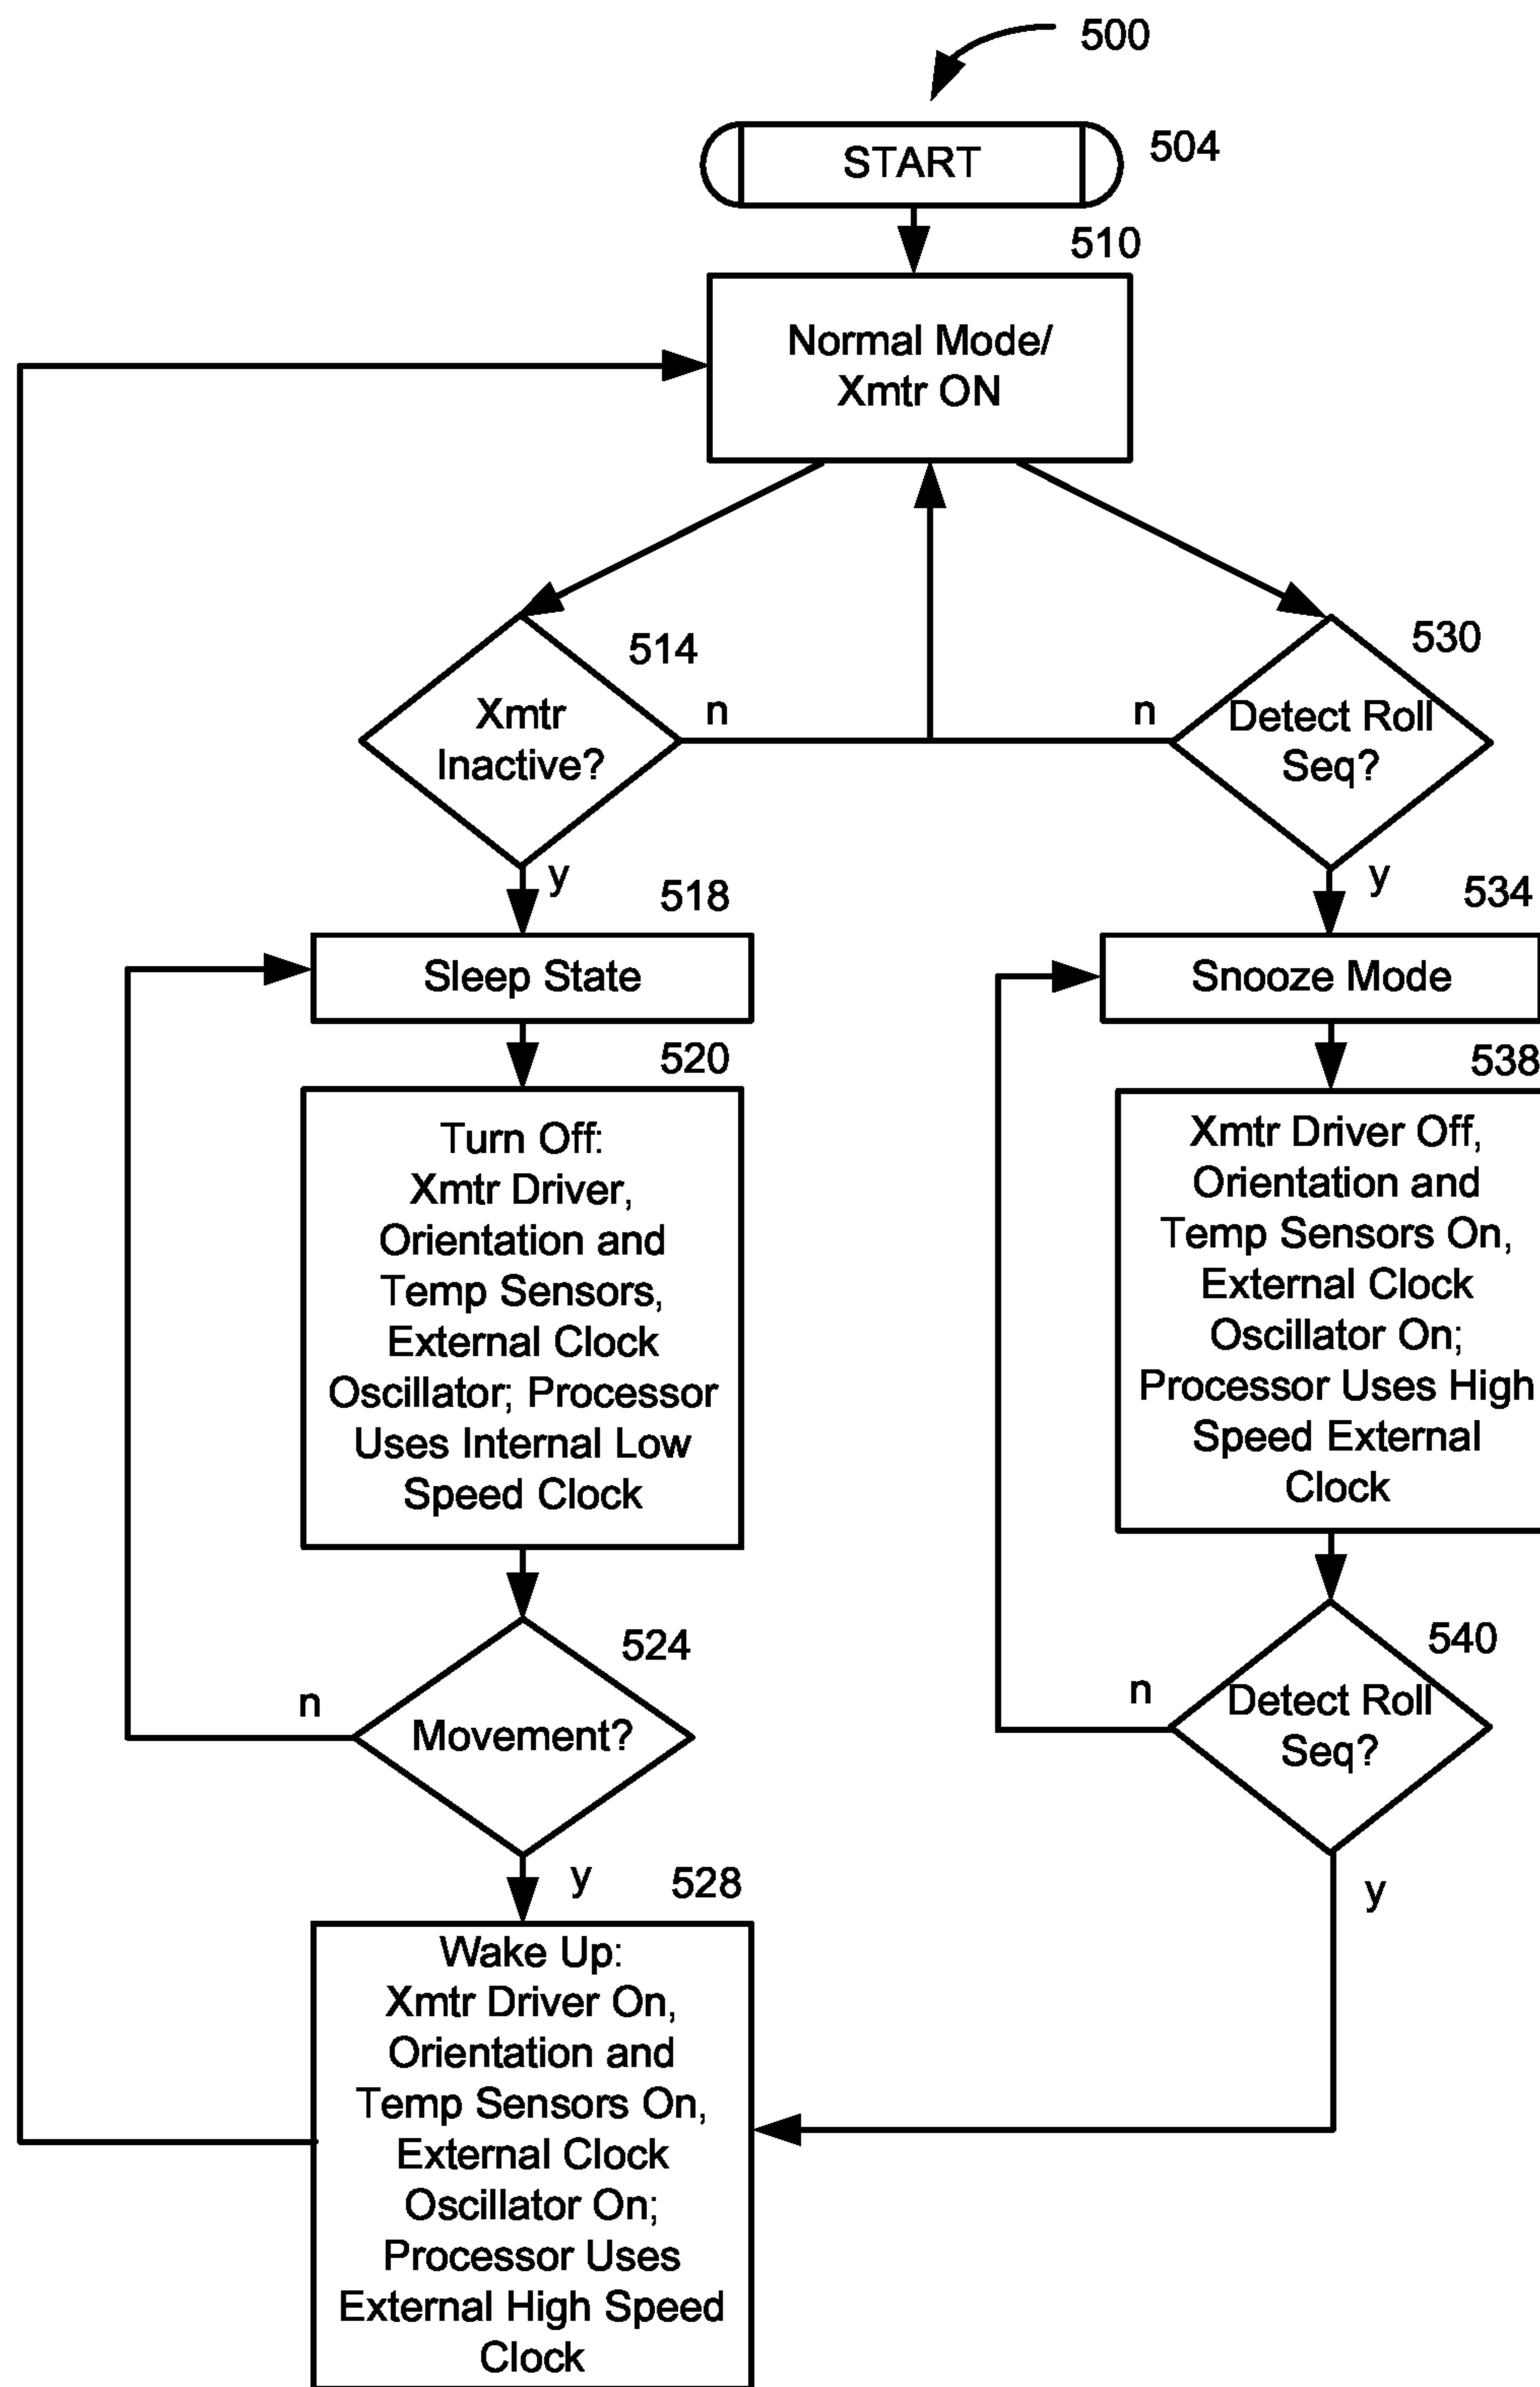 500
START
504
510
Normal Mode/
Xmtr ON
514
530
Xmtr
Inactive?
n
n
Detect Roll
Seq?
y
y
518
534
Sleep State
Snooze Mode
520
538
Turn Off:
Xmtr Driver,
Orientation and
Temp Sensors,
External Clock
Oscillator; Processor
Uses Internal Low
Speed Clock
Xmtr Driver Off,
Orientation and
Temp Sensors On,
External Clock
Oscillator On;
Processor Uses High
Speed External
Clock
524
540
n
Movement?
n
Detect Roll
Seq?
y
y
528
Wake Up:
Xmtr Driver On,
Orientation and
Temp Sensors On,
External Clock
Oscillator On;
Processor Uses
External High Speed
Clock